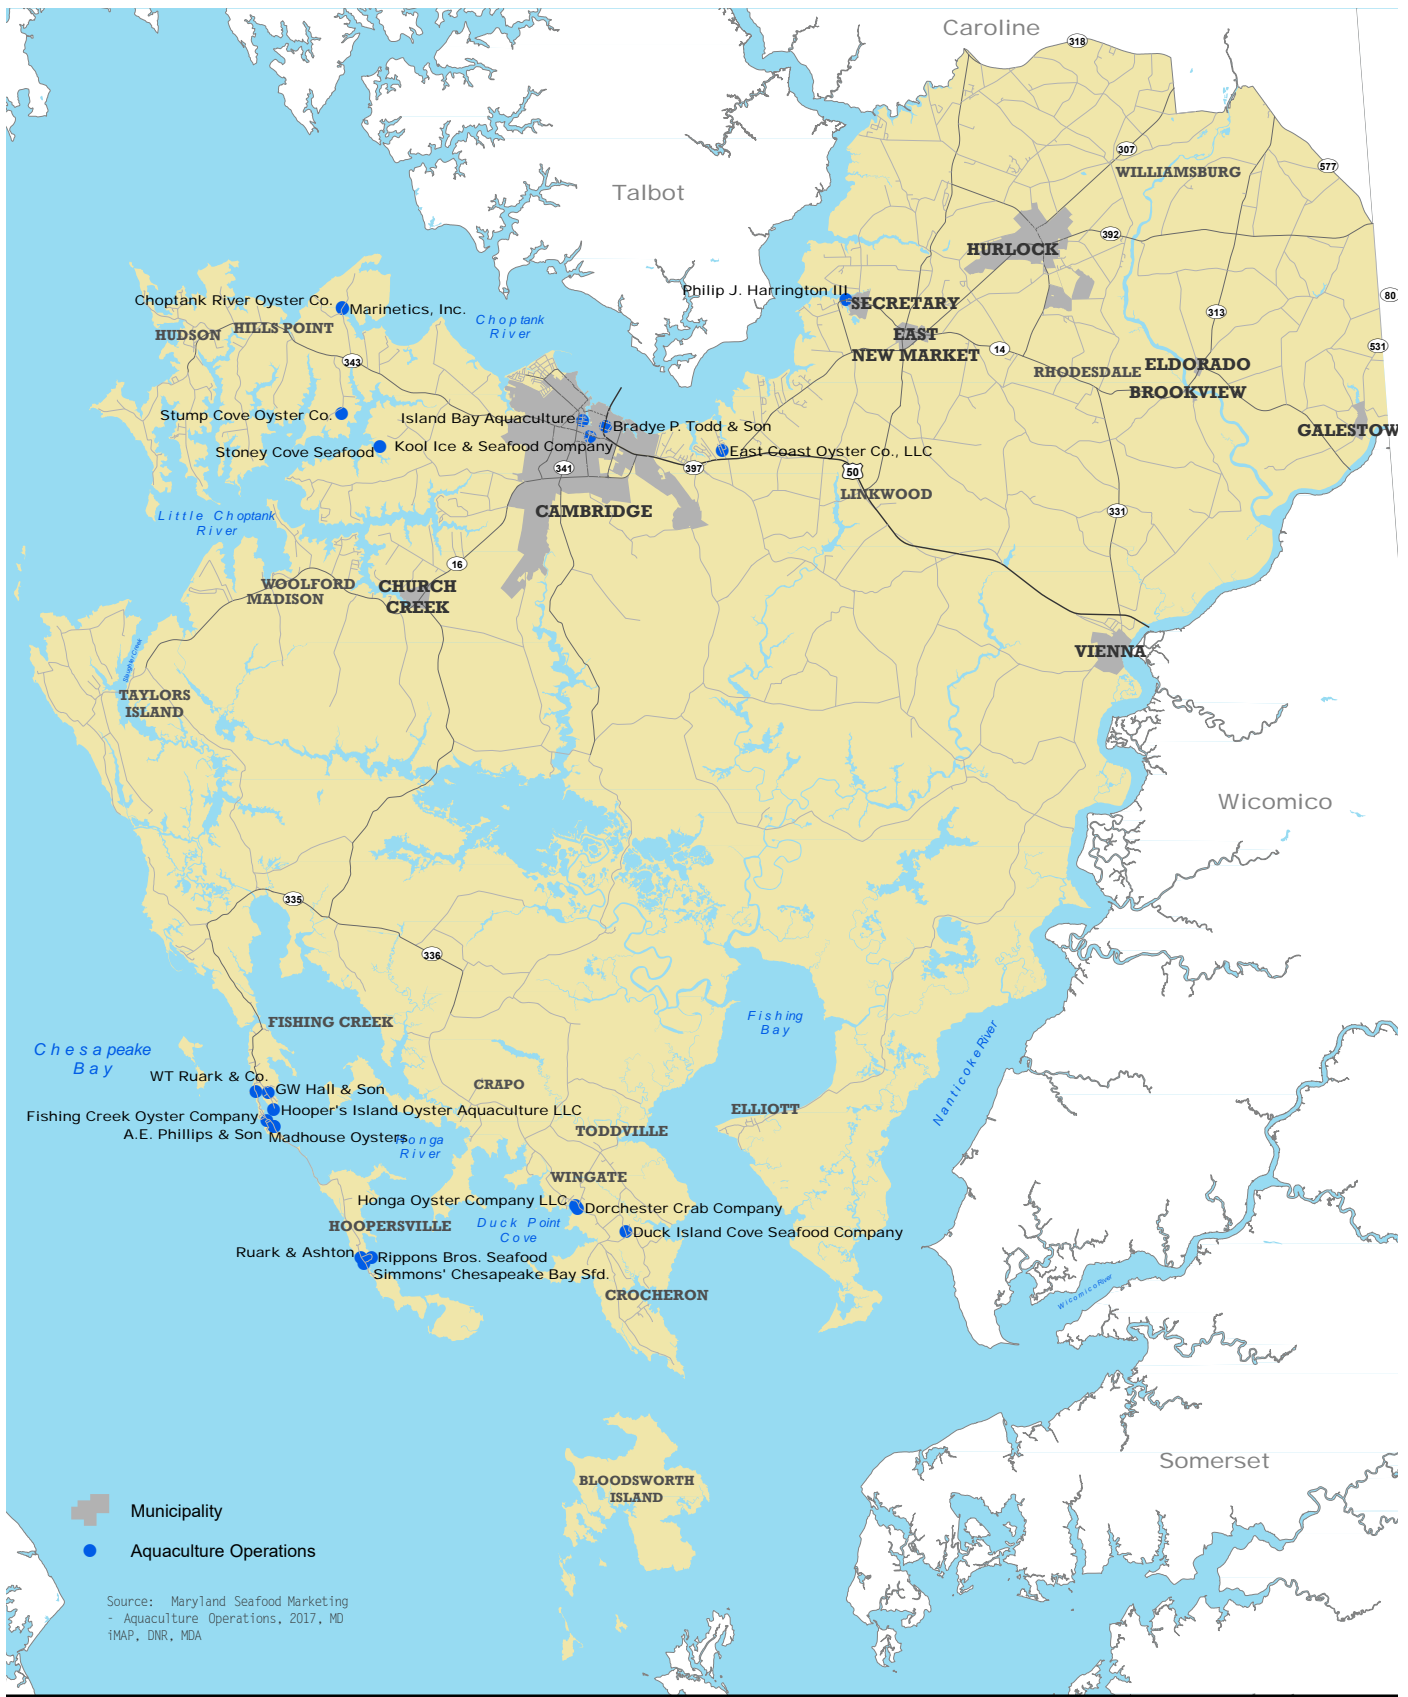 Caroline
318
307
WILLIAMSBURG
577
Talbot
392
HURLOCK
Philip J. Harrington III
SECRETARY
80
Choptank River Oyster Co.
Marinetics, Inc.
Choptank
River
HUDSON
HILLS POINT
EAST
NEW MARKET
14
313
531
343
RHODESDALE
ELDORADO
BROOKVIEW
Stump Cove Oyster Co.
Island Bay Aquaculture
Bradye P. Todd & Son
GALESTOW
Stoney Cove Seafood
Kool Ice & Seafood Company
East Coast Oyster Co., LLC
341
397
50
LINKWOOD
CAMBRIDGE
331
Little Choptank
River
16
WOOLFORD
MADISON
CHURCH
CREEK
VIENNA
Slaughter Creek
TAYLORS
ISLAND
Wicomico
335
336
Fishing
Bay
FISHING CREEK
Nanticoke River
Chesapeake
Bay
WT Ruark & Co.
GW Hall & Son
CRAPO
Hooper's Island Oyster Aquaculture LLC
ELLIOTT
Fishing Creek Oyster Company
A.E. Phillips & Son
Madhouse Oysters
Honga
River
TODDVILLE
WINGATE
Honga Oyster Company LLC
Dorchester Crab Company
HOOPERSVILLE
Duck Point
Cove
Duck Island Cove Seafood Company
Ruark & Ashton
Rippons Bros. Seafood
Simmons' Chesapeake Bay Sfd.
Wicomico River
CROCHERON
Somerset
BLOODSWORTH
ISLAND
Municipality
Aquaculture Operations
Source: Maryland Seafood Marketing
- Aquaculture Operations, 2017, MD
iMAP, DNR, MDA